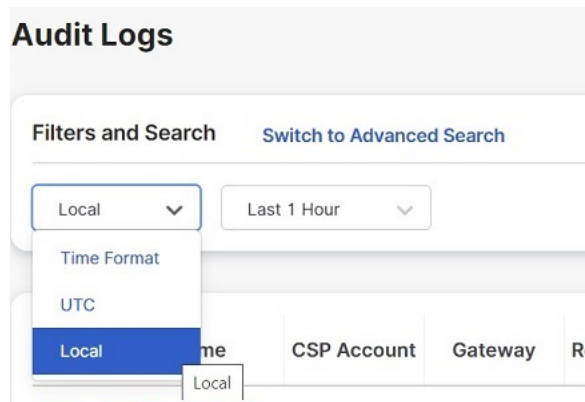 Audit Logs
Filters and Search Switch to Advanced Search
Local Last 1 Hour
Time Format
UTC
Local
CSP Account Gateway
Local